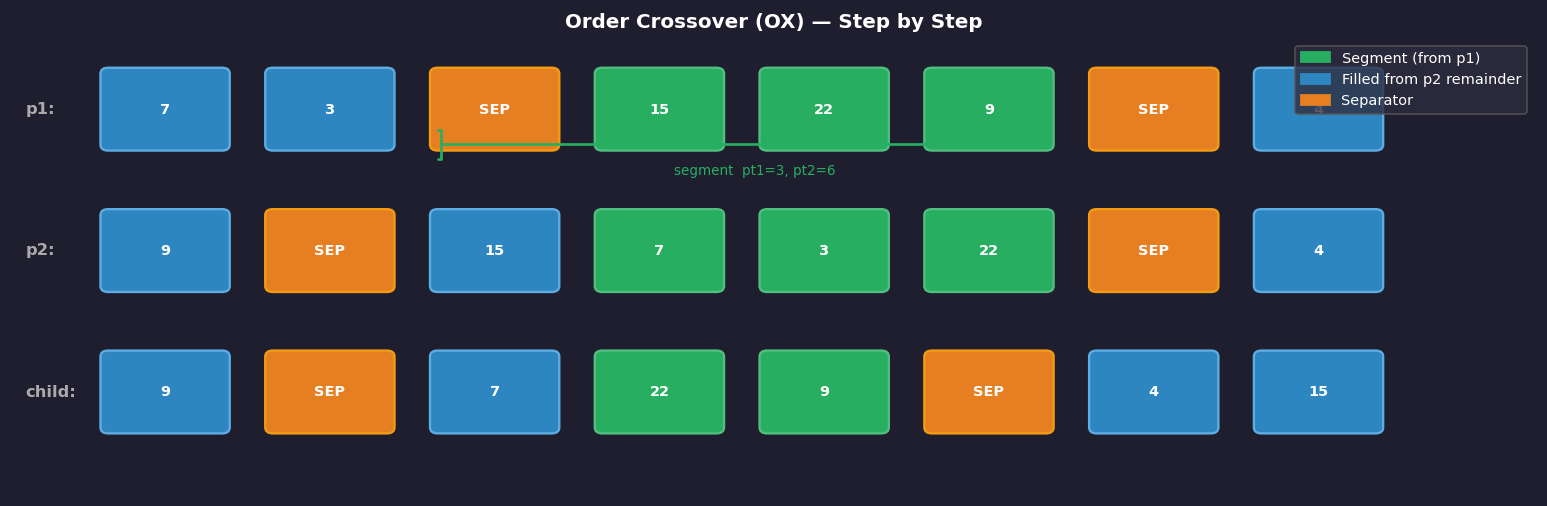 Order Crossover (OX) — Step by Step
Segment (from p1)
Filled from p2 remainder
Separator
p1: 7 3 SEP 15 22 9 SEP 4
segment pt1=3, pt2=6
p2: 9 SEP 15 7 3 22 SEP 4
child: 9 SEP 7 22 9 SEP 4 15